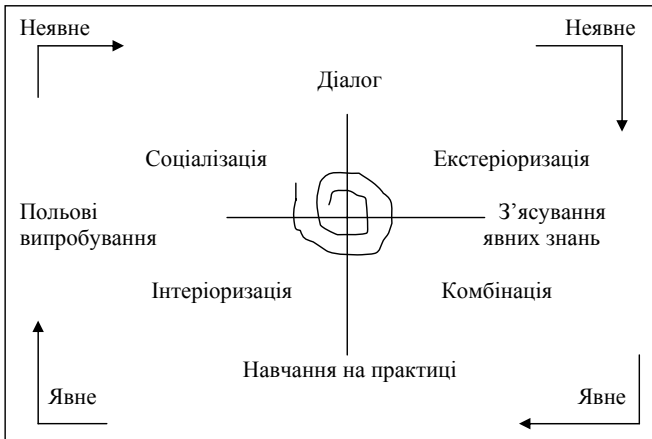 Неявне
Неявне
Діалог
Соціалізація
Екстеріоризація
Польові
випробування
З’ясування
явних знань
Інтеріоризація
Комбінація
Навчання на практиці
Явне
Явне